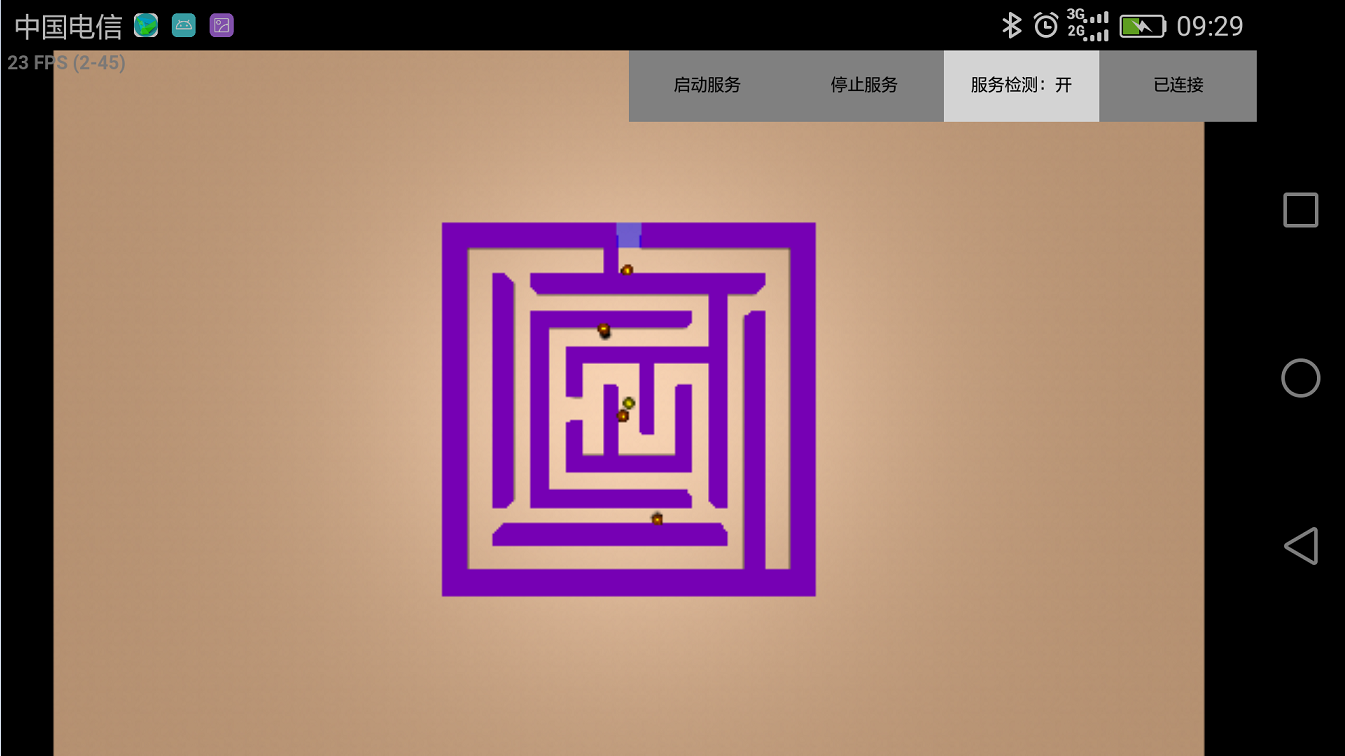 中国电信
3G
2G
09:29
23 FPS (2-45)
启动服务
停止服务
服务检测：开
已连接